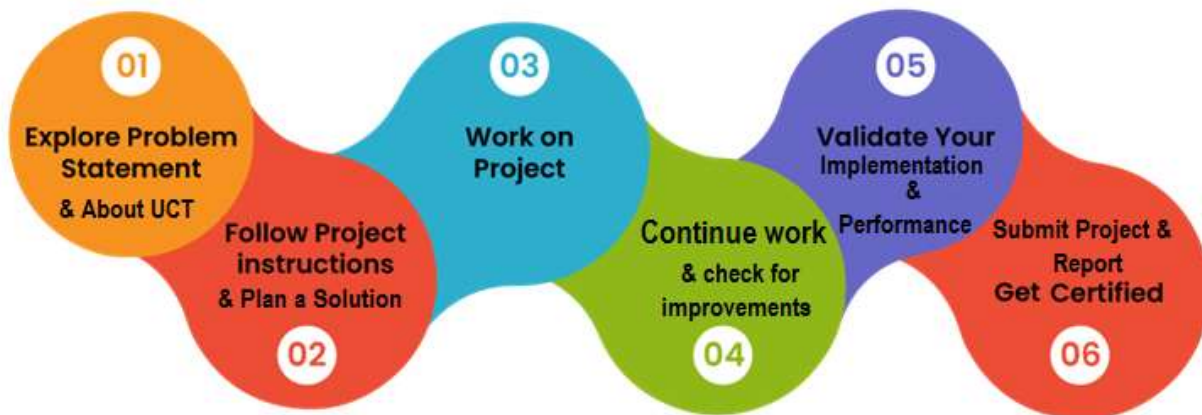 01
Explore Problem
Statement
& About UCT
Follow Project
instructions
& Plan a Solution
02
03
Work on
Project
Continue work
& check for
improvements
04
05
Validate Your
Implementation
&
Performance
Submit Project &
Report
Get Certified
06